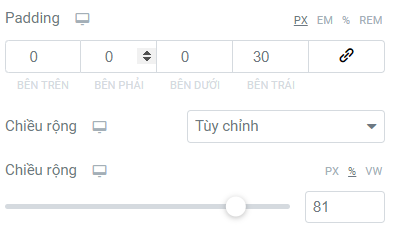 Padding PX EM % REM
0 0 0 30
BÊN TRÊN BÊN PHẢI BÊN DƯỚI BÊN TRÁI
Chiều rộng Tùy chỉnh
Chiều rộng PX % VW
81